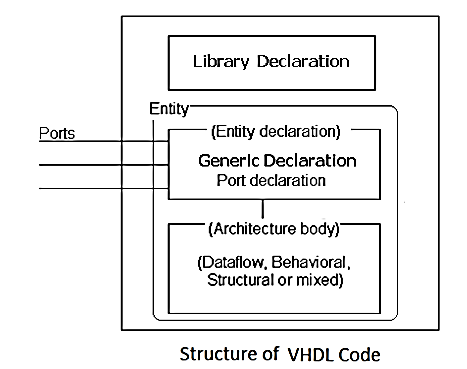 Library Declaration
Entity
Ports
(Entity declaration)
Generic Declaration
Port declaration
(Architecture body)
(Dataflow, Behavioral,
Structural or mixed)
Structure of VHDL Code